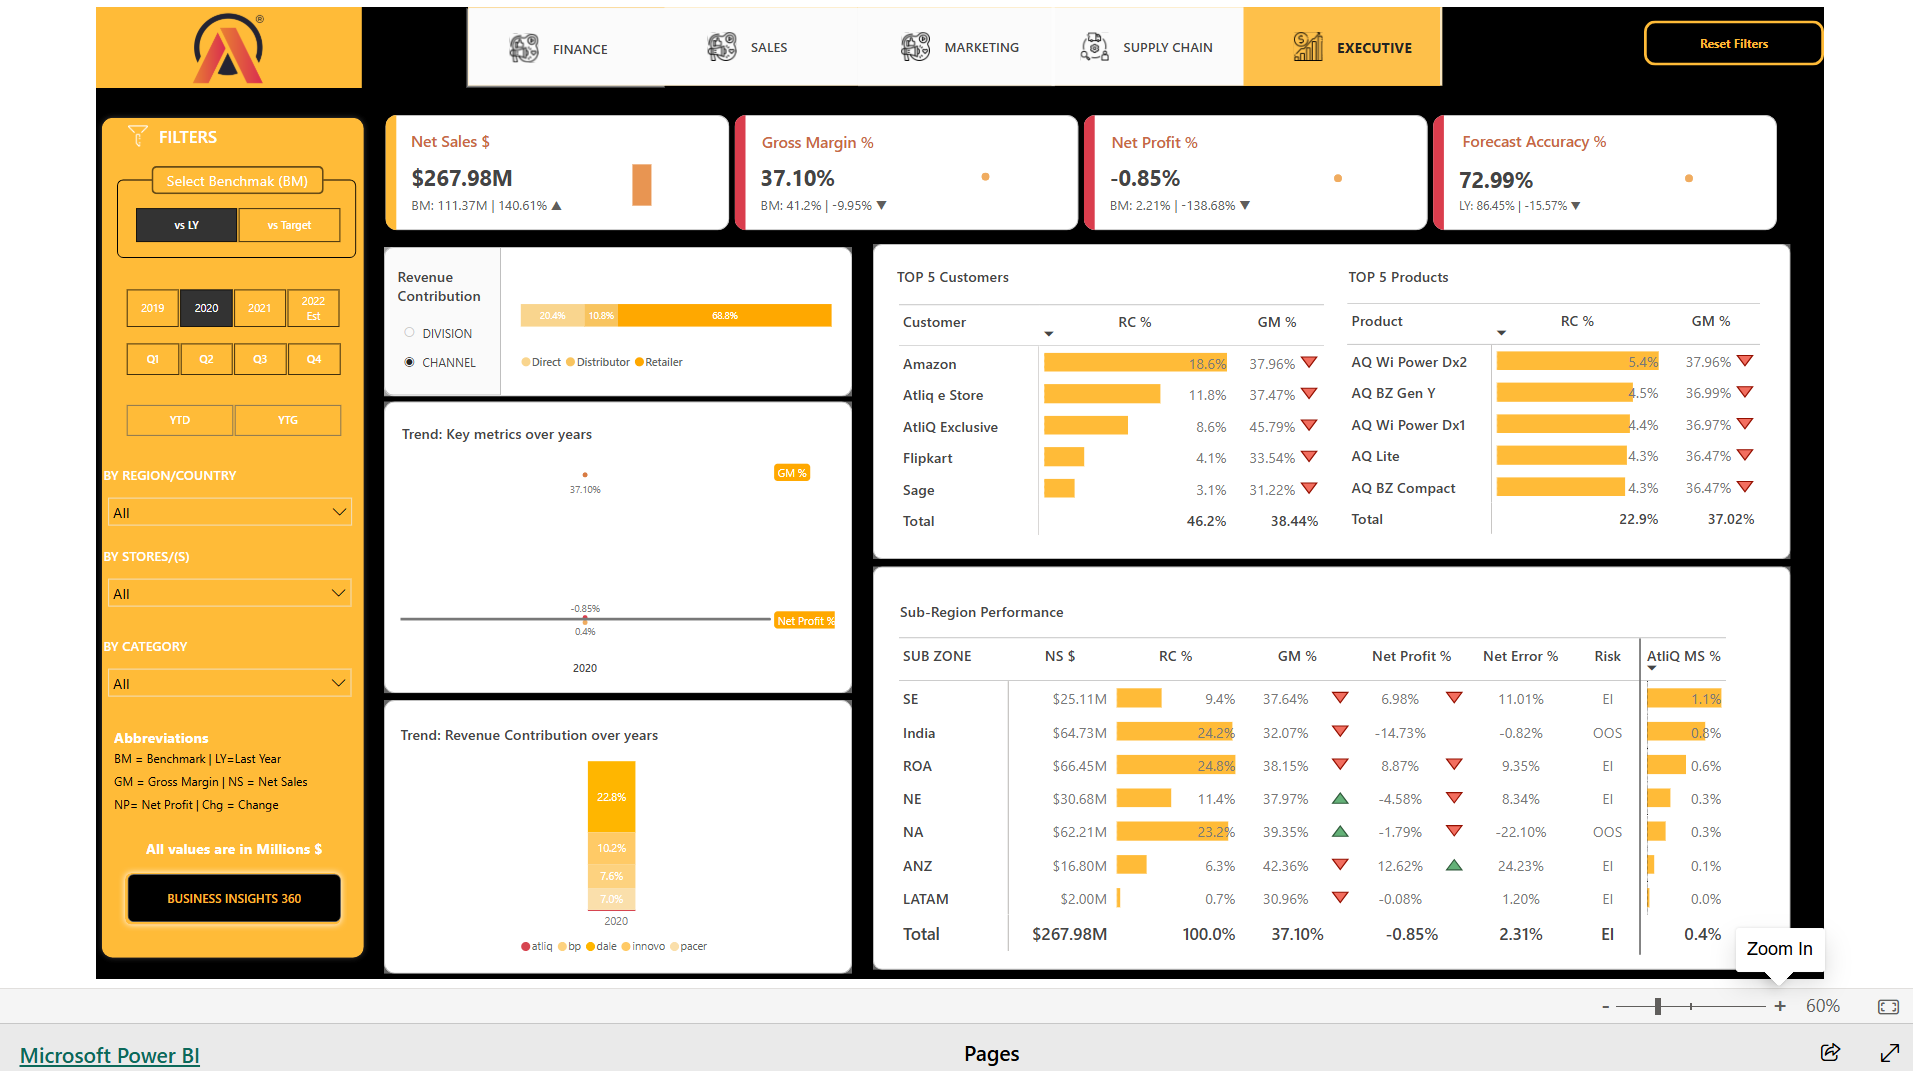 ®
FINANCE
SALES
MARKETING
SUPPLY CHAIN
EXECUTIVE
Reset Filters
FILTERS
Select Benchmak (BM)
vs LY
vs Target
2019
2020
2021
2022
Est
Q1
Q2
Q3
Q4
YTD
YTG
BY REGION/COUNTRY
All
BY STORES/(S)
All
BY CATEGORY
All
Abbreviations
BM = Benchmark | LY=Last Year
GM = Gross Margin | NS = Net Sales
NP= Net Profit | Chg = Change
All values are in Millions $
BUSINESS INSIGHTS 360
Net Sales $
$267.98M
BM: 111.37M | 140.61% ▲
Gross Margin %
37.10%
BM: 41.2% | -9.95% ▼
Net Profit %
-0.85%
BM: 2.21% | -138.68% ▼
Forecast Accuracy %
72.99%
LY: 86.45% | -15.57% ▼
Revenue
Contribution
DIVISION
CHANNEL
20.4% 10.8% 68.8%
Direct Distributor Retailer
Trend: Key metrics over years
GM %
37.10%
-0.85%
Net Profit %
0.4%
2020
Trend: Revenue Contribution over years
22.8%
10.2%
7.6%
7.0%
2020
atliq bp dale innovo pacer
TOP 5 Customers
Customer RC % GM %
Amazon 18.6% 37.96%
Atliq e Store 11.8% 37.47%
AtliQ Exclusive 8.6% 45.79%
Flipkart 4.1% 33.54%
Sage 3.1% 31.22%
Total 46.2% 38.44%
TOP 5 Products
Product RC % GM %
AQ Wi Power Dx2 5.4% 37.96%
AQ BZ Gen Y 4.5% 36.99%
AQ Wi Power Dx1 4.4% 36.97%
AQ Lite 4.3% 36.47%
AQ BZ Compact 4.3% 36.47%
Total 22.9% 37.02%
Sub-Region Performance
SUB ZONE NS $ RC % GM % Net Profit % Net Error % Risk AtliQ MS %
SE $25.11M 9.4% 37.64% 6.98% 11.01% EI 1.1%
India $64.73M 24.2% 32.07% -14.73% -0.82% OOS 0.8%
ROA $66.45M 24.8% 38.15% 8.87% 9.35% EI 0.6%
NE $30.68M 11.4% 37.97% -4.58% 8.34% EI 0.3%
NA $62.21M 23.2% 39.35% -1.79% -22.10% OOS 0.3%
ANZ $16.80M 6.3% 42.36% 12.62% 24.23% EI 0.1%
LATAM $2.00M 0.7% 30.96% -0.08% 1.20% EI 0.0%
Total $267.98M 100.0% 37.10% -0.85% 2.31% EI 0.4%
Zoom In
- + 60%
Microsoft Power BI
Pages